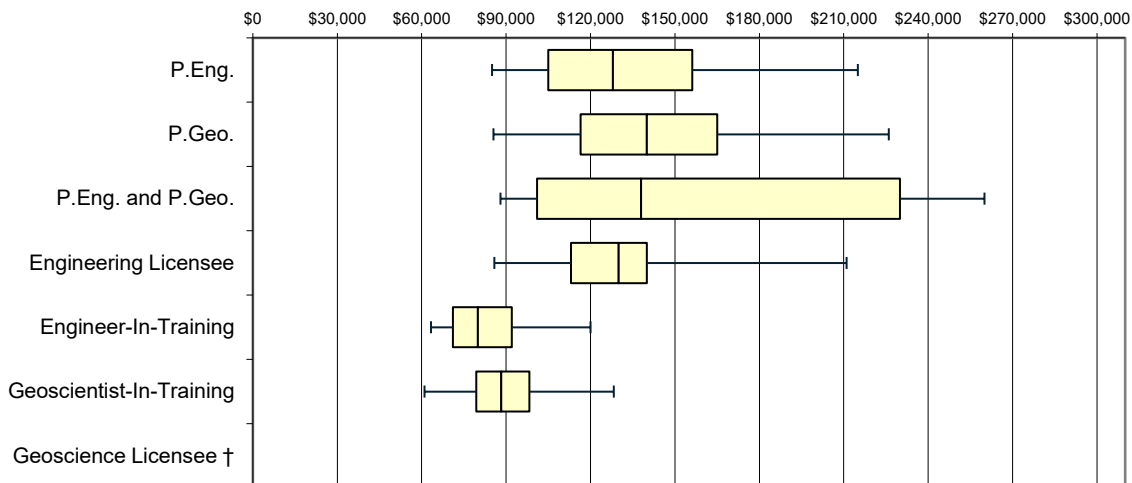 $0 $30,000 $60,000 $90,000 $120,000 $150,000 $180,000 $210,000 $240,000 $270,000 $300,000
P.Eng.
P.Geo.
P.Eng. and P.Geo.
Engineering Licensee
Engineer-In-Training
Geoscientist-In-Training
Geoscience Licensee †